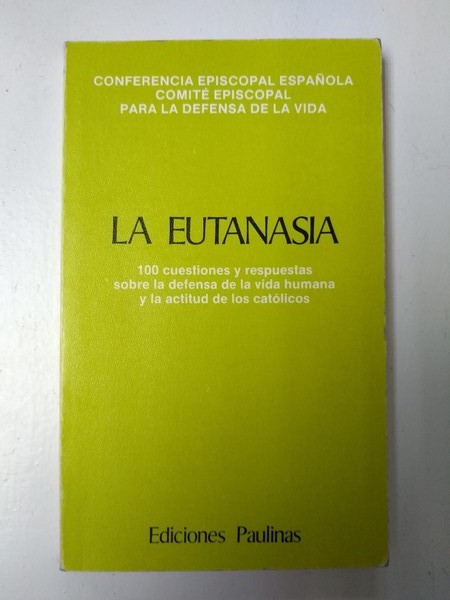 CONFERENCIA EPISCOPAL ESPAÑOLA
COMITÉ EPISCOPAL
PARA LA DEFENSA DE LA VIDA
LA EUTANASIA
100 cuestiones y respuestas
sobre la defensa de la vida humana
y la actitud de los católicos
Ediciones Paulinas